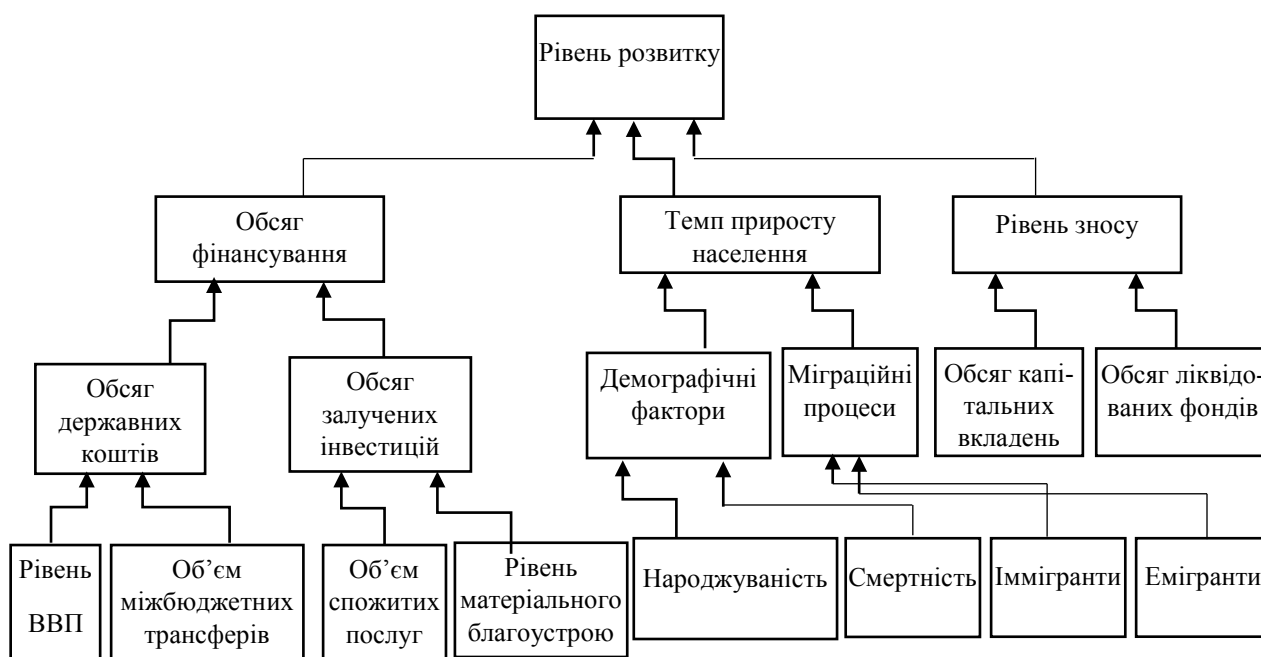 Рівень розвитку
Обсяг
фінансування
Темп приросту
населення
Рівень зносу
Обсяг
державних
коштів
Обсяг
залучених
інвестицій
Демографічні
фактори
Міграційні
процеси
Обсяг капі-
тальних
вкладень
Обсяг ліквідо-
ваних фондів
Рівень
ВВП
Об’єм
міжбюджетних
трансферів
Об’єм
спожитих
послуг
Рівень
матеріального
благоустрою
Народжуваність
Смертність
Іммігранти
Емігранти